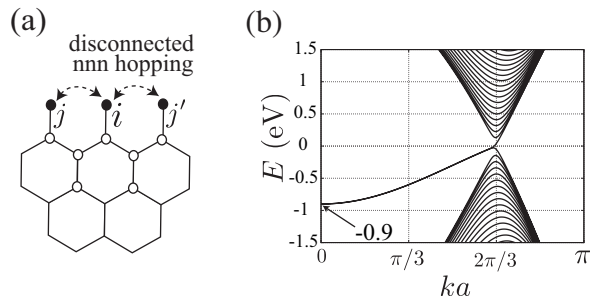 (a)
disconnected
nnn hopping
j
i
j'
(b)
E (eV)
1.5
1
0.5
0
-0.5
-1
-1.5
-0.9
0
π/3
2π/3
π
ka